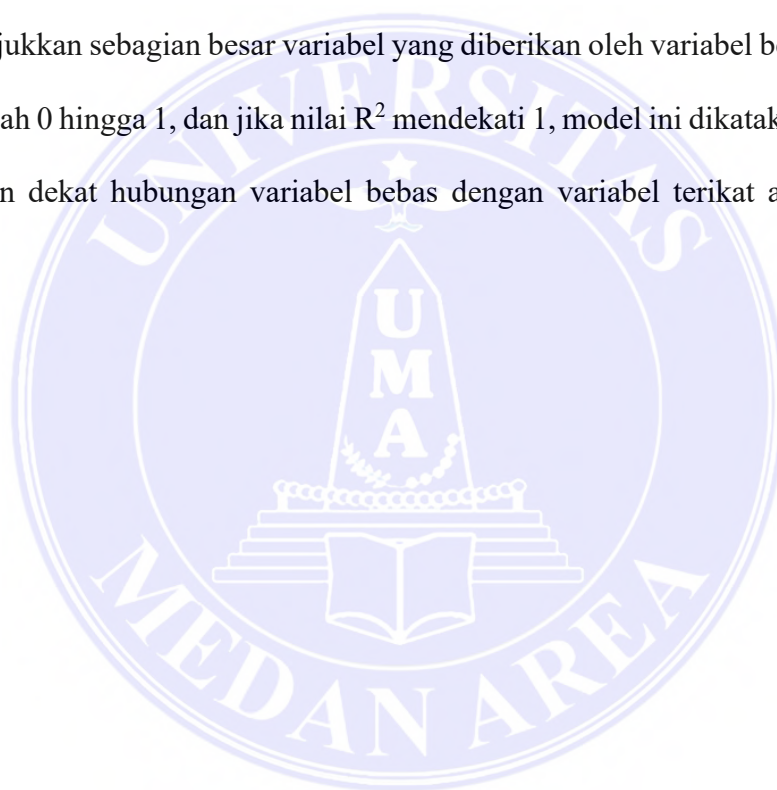 jukkan sebagian besar variabel yang diberikan oleh variabel be
ah 0 hingga 1, dan jika nilai R² mendekati 1, model ini dikatak
n dekat hubungan variabel bebas dengan variabel terikat a
UNIVERSITAS
UMA
MEDAN AREA